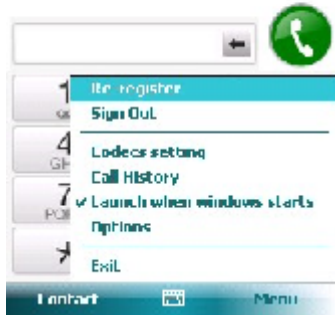 Re-register
1
Sign Out
4
GH
Codecs setting
Call History
7
Launch when windows starts
Options
*
Exit
Contact
Menu